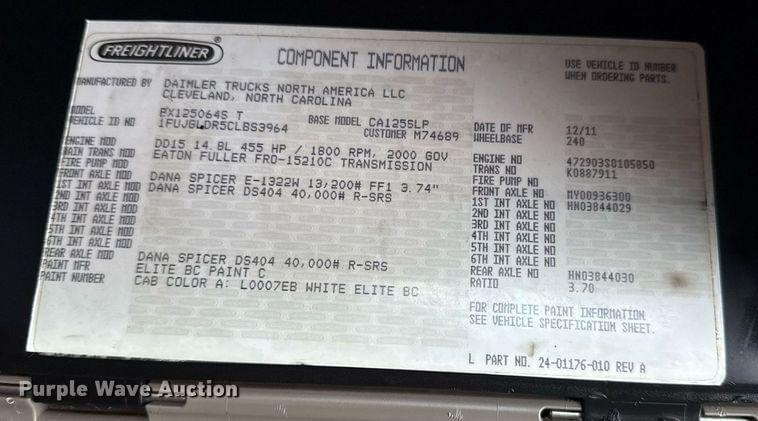 FREIGHTLINER®
COMPONENT INFORMATION
USE VEHICLE ID NUMBER
WHEN ORDERING PARTS.
MANUFACTURED BY DAIMLER TRUCKS NORTH AMERICA LLC
CLEVELAND, NORTH CAROLINA
MODEL BX125064S T BASE MODEL CA125SLP DATE OF MFR 12/11
VEHICLE ID NO 1FUJGLDR5CLBS3964 CUSTOMER M74689 WHEELBASE 240
ENGINE MOD DD15 14.8L 455 HP / 1800 RPM, 2000 GOV ENGINE NO 472903S0105850
MAIN TRANS MOD EATON FULLER FRO-15210C TRANSMISSION TRANS NO K0887911
FIRE PUMP MOD FIRE PUMP NO
FRONT AXLE MOD DANA SPICER E-1322W 13,200# FF1 3.74" FRONT AXLE NO MY00936300
1ST INT AXLE MOD DANA SPICER DS404 40,000# R-SRS 1ST INT AXLE NO HN03844029
2ND INT AXLE MOD 2ND INT AXLE NO
3RD INT AXLE MOD 3RD INT AXLE NO
4TH INT AXLE MOD 4TH INT AXLE NO
5TH INT AXLE MOD 5TH INT AXLE NO
6TH INT AXLE MOD 6TH INT AXLE NO
REAR AXLE MOD DANA SPICER DS404 40,000# R-SRS REAR AXLE NO HN03844030
PAINT MFR ELITE BC PAINT C RATIO 3.70
PAINT NUMBER CAB COLOR A: L0007EB WHITE ELITE BC
FOR COMPLETE PAINT INFORMATION
SEE VEHICLE SPECIFICATION SHEET.
L PART NO. 24-01176-010 REV A
Purple Wave Auction